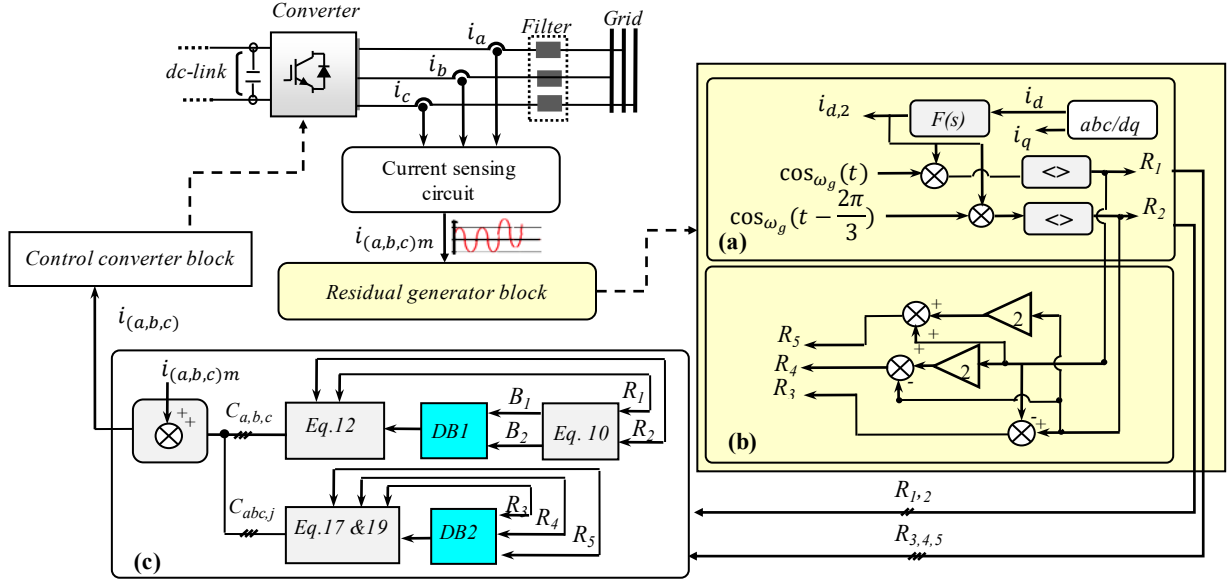 Converter
Filter
Grid
i_a
i_b
i_c
dc-link
Current sensing
circuit
i_(a,b,c)m
Residual generator block
Control converter block
i_(a,b,c)
i_d,2
F(s)
i_d
i_q
abc/dq
cos_ω_g(t)
<>
R_1
cos_ω_g(t − 2π/3)
<>
R_2
(a)
+
2
+
R_5
+
R_4
2
-
R_3
-
+
(b)
i_(a,b,c)m
+
+
C_a,b,c
Eq.12
DB1
B_1
B_2
Eq. 10
R_1
R_2
C_abc,j
Eq.17 &19
DB2
R_3
R_4
R_5
(c)
R_1,2
R_3,4,5